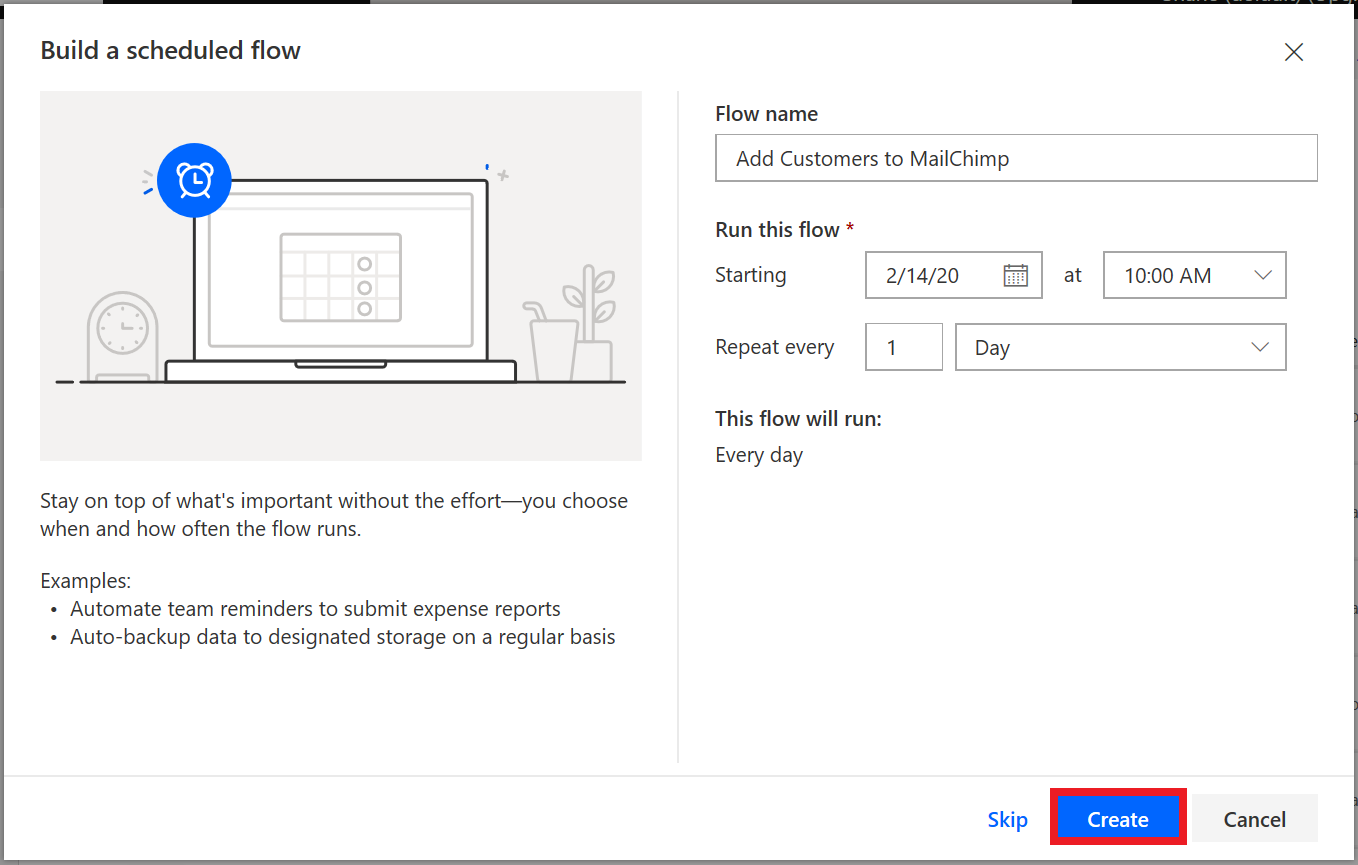 Build a scheduled flow
Flow name
Add Customers to MailChimp
Run this flow *
Starting 2/14/20 at 10:00 AM
Repeat every 1 Day
This flow will run:
Every day
Stay on top of what's important without the effort—you choose
when and how often the flow runs.
Examples:
• Automate team reminders to submit expense reports
• Auto-backup data to designated storage on a regular basis
Skip Create Cancel